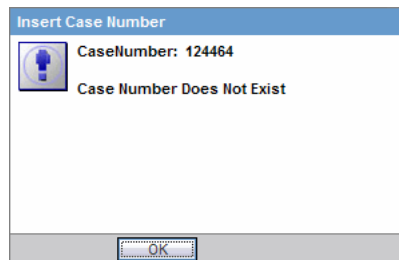 Insert Case Number
CaseNumber: 124464
Case Number Does Not Exist
OK